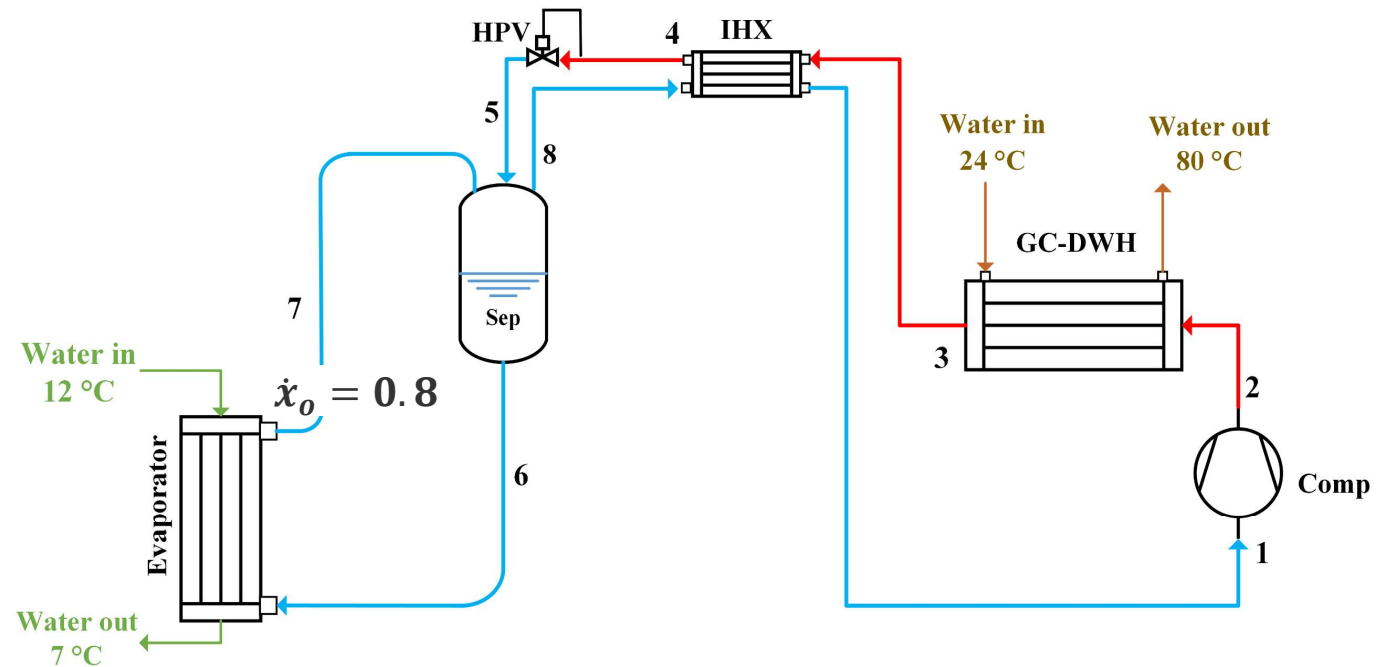 HPV
4
IHX
5
8
Water in
24 °C
Water out
80 °C
GC-DWH
7
Sep
3
2
Water in
12 °C
ẋₒ = 0.8
Evaporator
6
Comp
1
Water out
7 °C